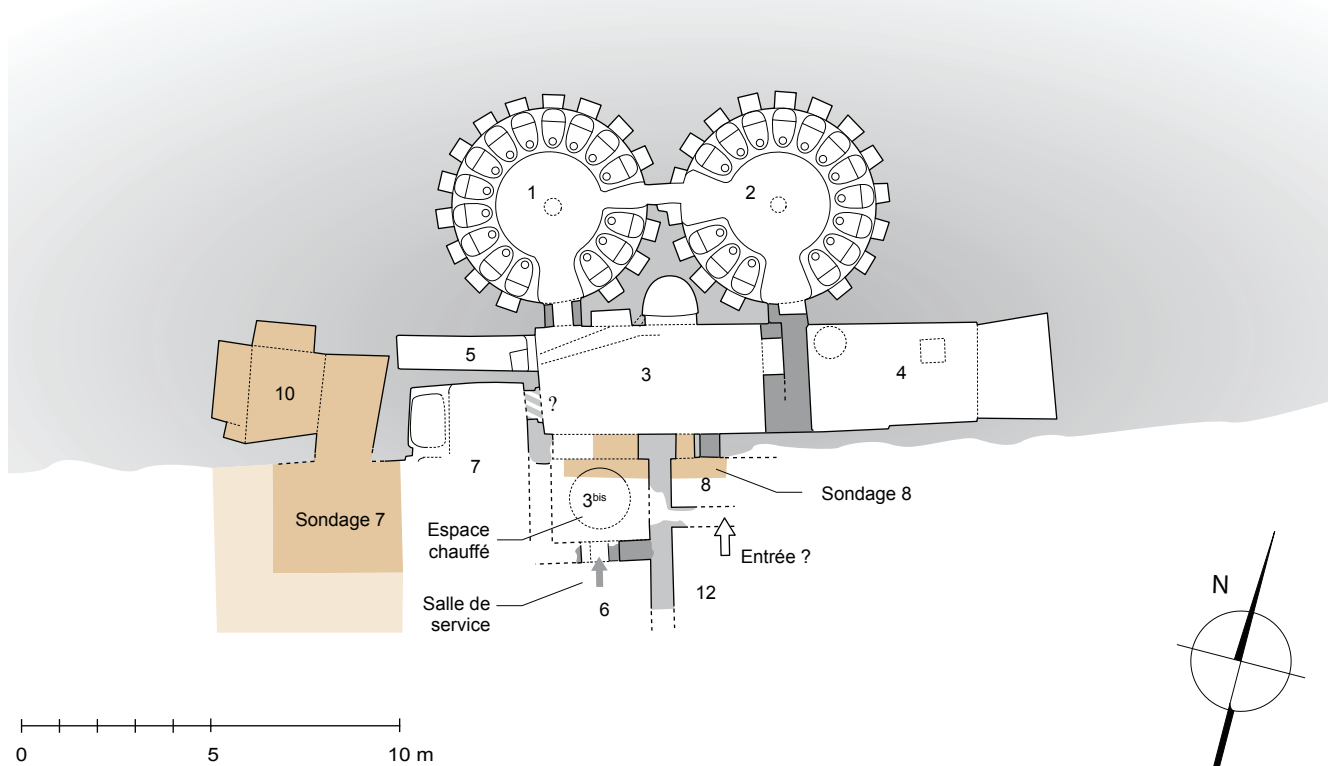 1
2
5
3
4
10
?
7
8
Sondage 8
3bis
Sondage 7
Espace
chauffé
Entrée ?
Salle de
service
6
12
N
0
5
10 m